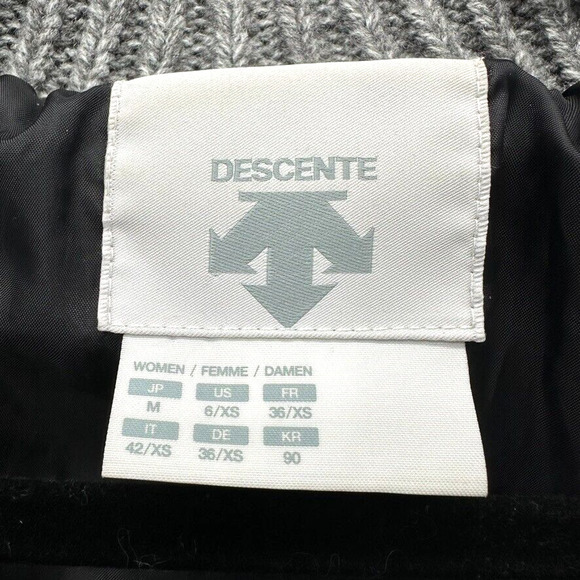 DESCENTE
WOMEN / FEMME / DAMEN
JP US FR
M 6/XS 36/XS
IT DE KR
42/XS 36/XS 90